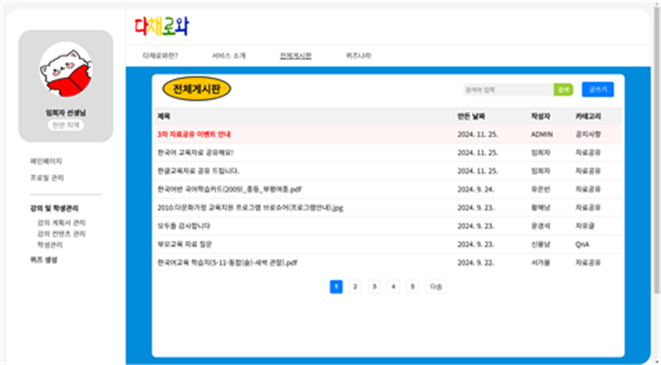 다채로와
다채로와란?
서비스 소개
전체게시판
퀴즈나라
임희자 선생님
천안 지역
메인페이지
프로필 관리
강의 및 학생관리
강의 계획서 관리
강의 컨텐츠 관리
학생관리
퀴즈 생성
전체게시판
검색어 입력
검색
글쓰기
제목 만든 날짜 작성자 카테고리
3차 자료공유 이벤트 안내 2024. 11. 25. ADMIN 공지사항
한국어 교육자료 공유해요! 2024. 11. 25. 임희자 자료공유
한글교육자료 공유 드립니다. 2024. 11. 25. 임희자 자료공유
한국어반 국어학습카드(200위)_중등_부평여중.pdf 2024. 9. 24. 유은빈 자료공유
2010.다문화가정 교육지원 프로그램 브로슈어(프로그램안내).jpg 2024. 9. 23. 황해남 자료공유
모두들 감사합니다 2024. 9. 23. 윤경석 자유글
부모교육 자료 질문 2024. 9. 23. 신용남 QnA
한국어교육 학습지(5-11-통합(숲)-새벽 관찰).pdf 2024. 9. 22. 서가을 자료공유
1 2 3 4 5 다음